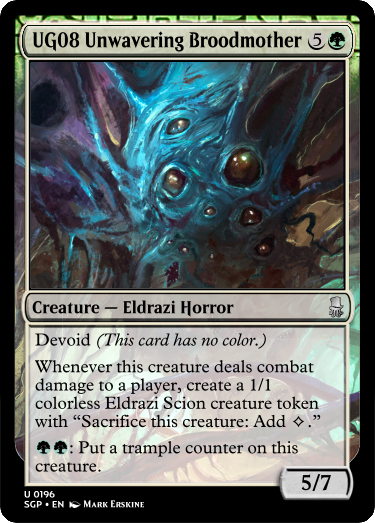 UG08 Unwavering Broodmother 5
Creature — Eldrazi Horror
Devoid (This card has no color.)
Whenever this creature deals combat
damage to a player, create a 1/1
colorless Eldrazi Scion creature token
with “Sacrifice this creature: Add ◇.”
: Put a trample counter on this
creature.
5/7
U 0196
SGP • EN Mark Erskine